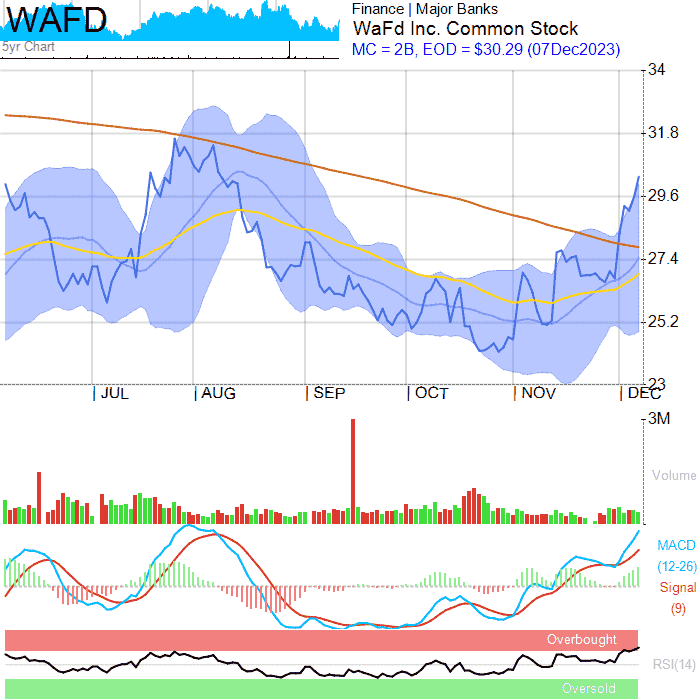 WAFD
5yr Chart
Finance | Major Banks
WaFd Inc. Common Stock
MC = 2B, EOD = $30.29 (07Dec2023)
34
31.8
29.6
27.4
25.2
23
| JUL | AUG | SEP | OCT | NOV | DEC
3M
Volume
MACD
(12-26)
Signal
(9)
Overbought
RSI(14)
Oversold